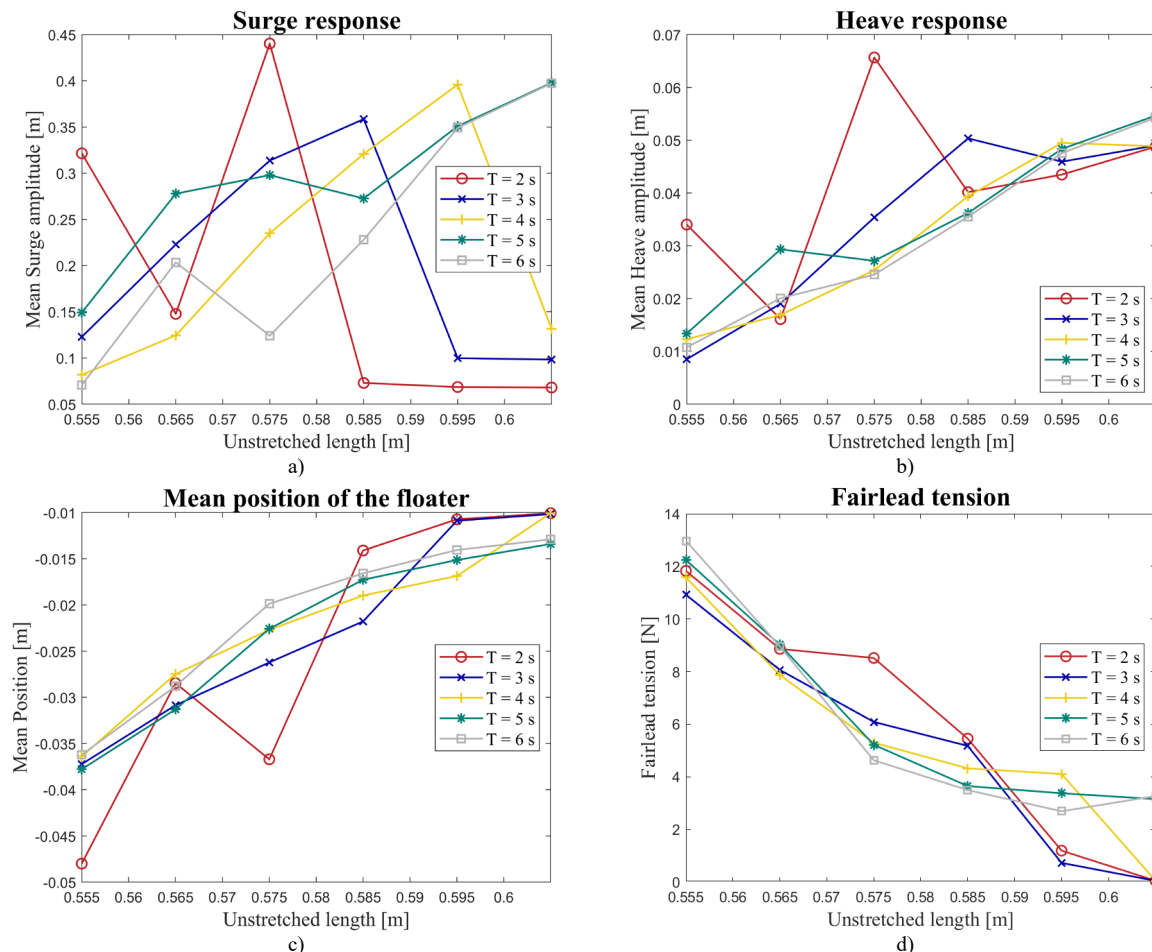 Surge response
Mean Surge amplitude [m]
0.45
0.4
0.35
0.3
0.25
0.2
0.15
0.1
0.05
0.555 0.565 0.57 0.575 0.58 0.585 0.59 0.595 0.6
Unstretched length [m]
T = 2 s
T = 3 s
T = 4 s
T = 5 s
T = 6 s
a)
Heave response
Mean Heave amplitude [m]
0.07
0.06
0.05
0.04
0.03
0.02
0.01
0
0.555 0.565 0.57 0.575 0.58 0.585 0.59 0.595 0.6
Unstretched length [m]
T = 2 s
T = 3 s
T = 4 s
T = 5 s
T = 6 s
b)
Mean position of the floater
Mean Position [m]
-0.01
-0.015
-0.02
-0.025
-0.03
-0.035
-0.04
-0.045
-0.05
0.555 0.565 0.57 0.575 0.58 0.585 0.59 0.595 0.6
Unstretched length [m]
T = 2 s
T = 3 s
T = 4 s
T = 5 s
T = 6 s
c)
Fairlead tension
Fairlead tension [N]
14
12
10
8
6
4
2
0
0.555 0.565 0.57 0.575 0.58 0.585 0.59 0.595 0.6
Unstretched length [m]
T = 2 s
T = 3 s
T = 4 s
T = 5 s
T = 6 s
d)